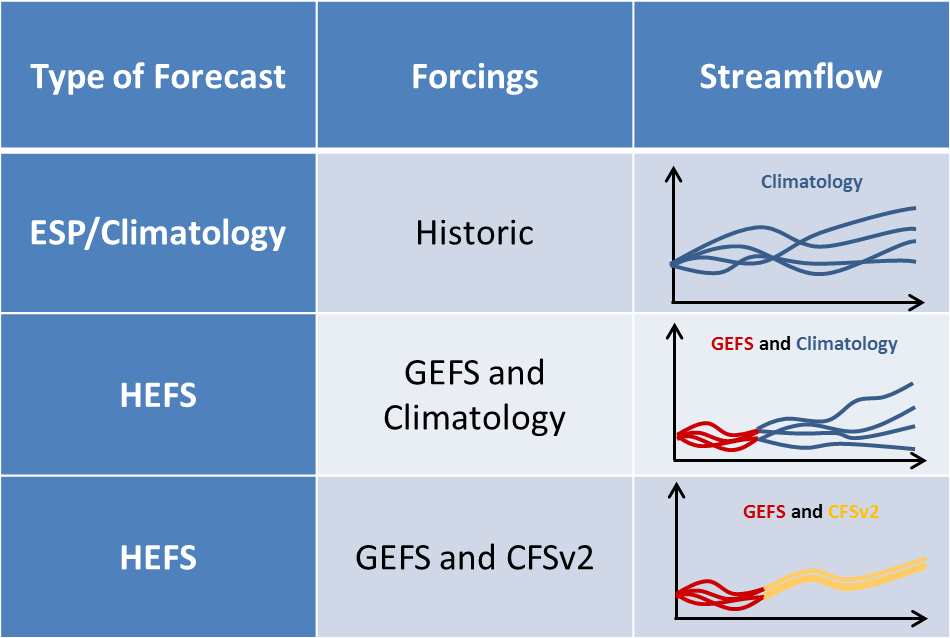 Type of Forecast
Forcings
Streamflow
ESP/Climatology
Historic
Climatology
HEFS
GEFS and
Climatology
GEFS and Climatology
HEFS
GEFS and CFSv2
GEFS and CFSv2